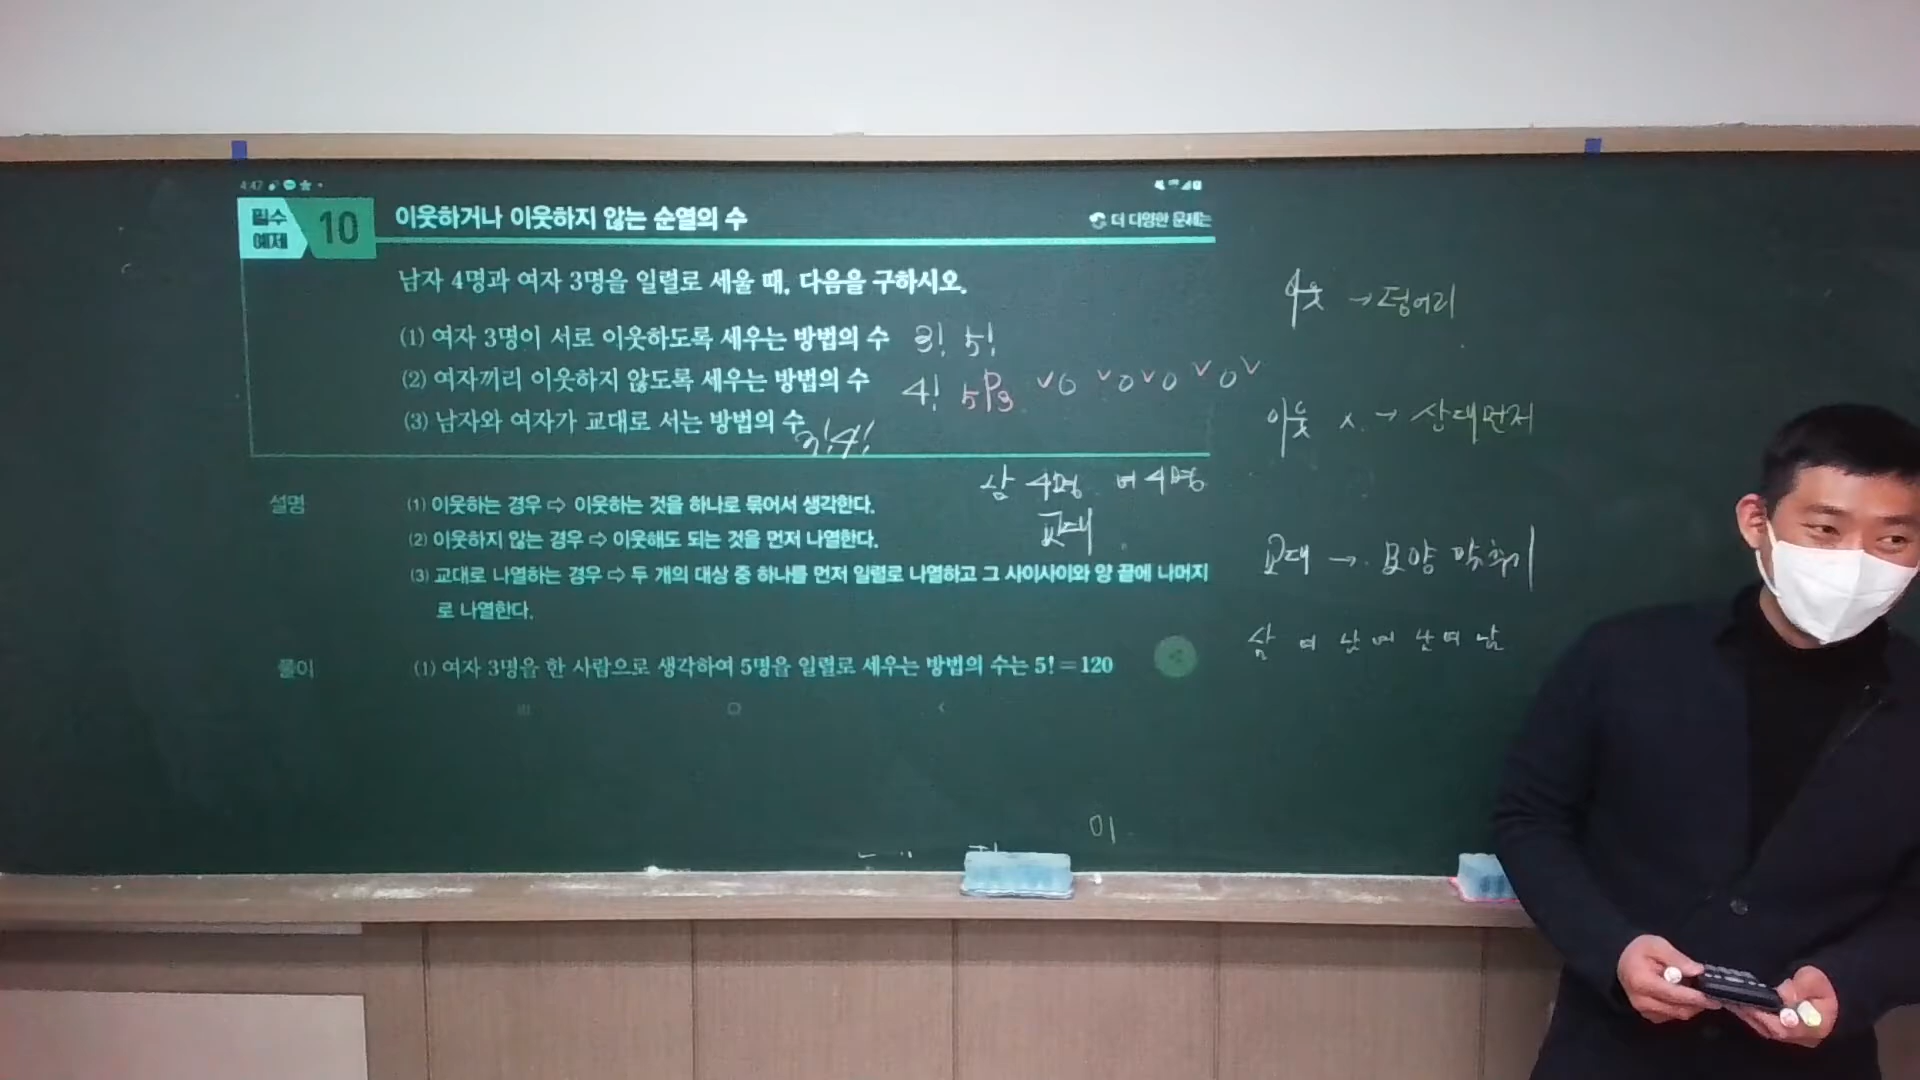 4:47
필수 예제 10 이웃하거나 이웃하지 않는 순열의 수 더 다양한 문제는
남자 4명과 여자 3명을 일렬로 세울 때, 다음을 구하시오.
(1) 여자 3명이 서로 이웃하도록 세우는 방법의 수 3! 5!
(2) 여자끼리 이웃하지 않도록 세우는 방법의 수 4! 5P3 ∨O ∨O∨O ∨O∨
(3) 남자와 여자가 교대로 서는 방법의 수 3!4!
남 4명 여 4명
교대
설명 (1) 이웃하는 경우 ⇨ 이웃하는 것을 하나로 묶어서 생각한다.
(2) 이웃하지 않는 경우 ⇨ 이웃해도 되는 것을 먼저 나열한다.
(3) 교대로 나열하는 경우 ⇨ 두 개의 대상 중 하나를 먼저 일렬로 나열하고 그 사이사이와 양 끝에 나머지
로 나열한다.
풀이 (1) 여자 3명을 한 사람으로 생각하여 5명을 일렬로 세우는 방법의 수는 5! = 120
이웃 → 덩어리
이웃 x. → 상대먼저
교대 → 모양 맞추기
남 여 남 여 남 여 남
이